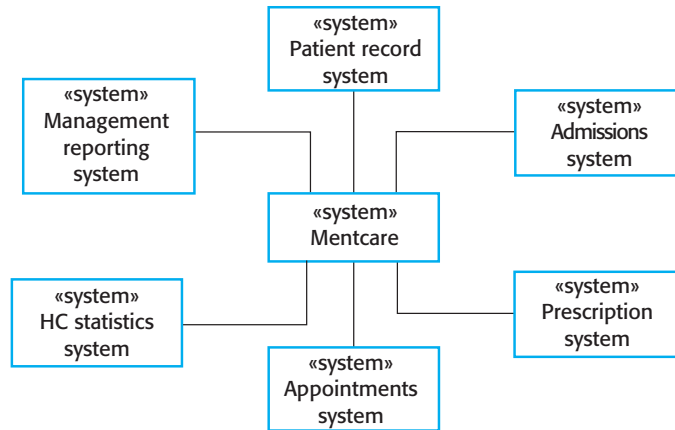 «system»
Patient record
system
«system»
Management
reporting
system
«system»
Admissions
system
«system»
Mentcare
«system»
HC statistics
system
«system»
Prescription
system
«system»
Appointments
system